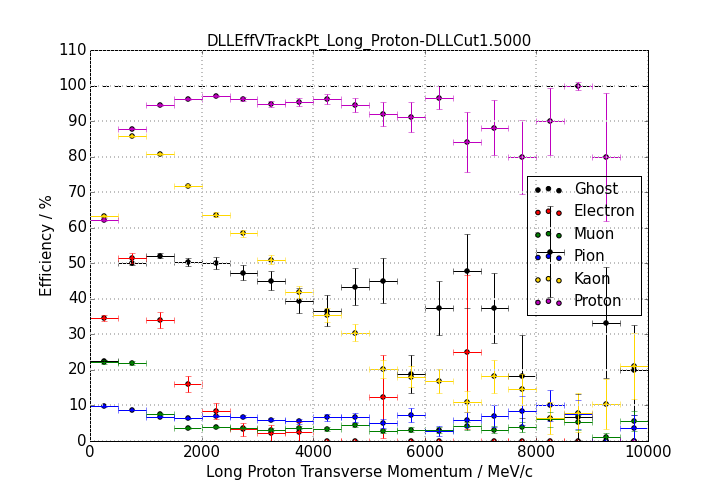 DLLEffVTrackPt_Long_Proton-DLLCut1.5000
110
100
90
80
70
60
50
40
30
20
10
0
Efficiency / %
Ghost
Electron
Muon
Pion
Kaon
Proton
0 2000 4000 6000 8000 10000
Long Proton Transverse Momentum / MeV/c